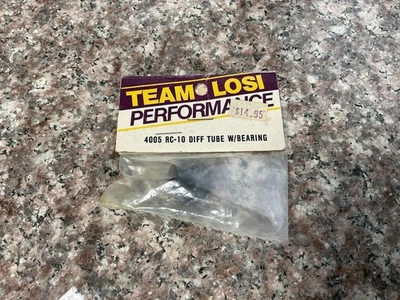 TEAM LOSI
PERFORMANCE
$14.95
4005 RC-10 DIFF TUBE W/BEARING